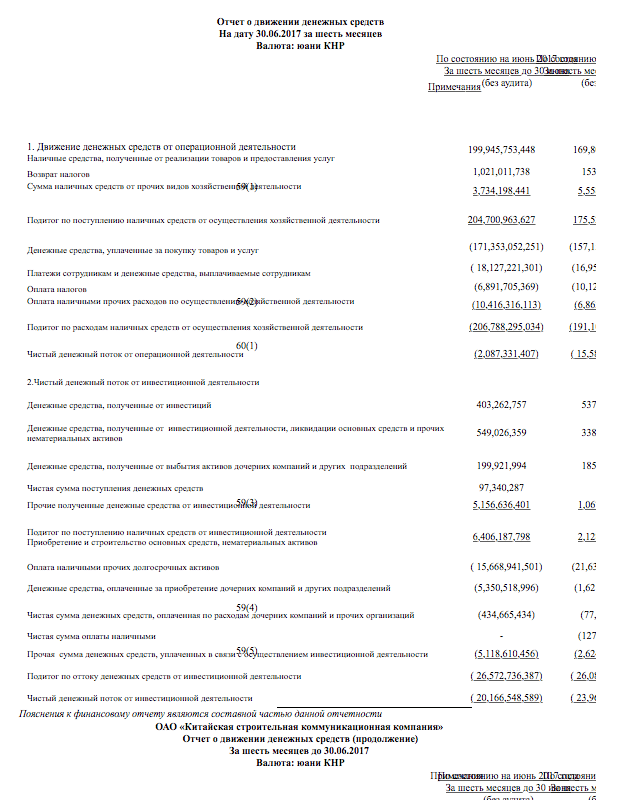 Отчет о движении денежных средств
На дату 30.06.2017 за шесть месяцев
Валюта: юани КНР
По состоянию на июнь 2017
За шесть месяцев до 30 июня
Примечания (без аудита)
1. Движение денежных средств от операционной деятельности
Наличные средства, полученные от реализации товаров и предоставления услуг 199,945,753,448 169,8
Возврат налогов 1,021,011,738 153
Сумма наличных средств от прочих видов хозяйственной деятельности 59(1) 3,734,198,441 5,55
Подитог по поступлению наличных средств от осуществления хозяйственной деятельности 204,700,963,627 175,5
Денежные средства, уплаченные за покупку товаров и услуг (171,353,052,251) (157,1
Платежи сотрудникам и денежные средства, выплачиваемые сотрудникам ( 18,127,221,301) (16,95
Оплата налогов (6,891,705,369) (10,12
Оплата наличными прочих расходов по осуществлению хозяйственной деятельности 59(2) (10,416,316,113) (6,86
Подитог по расходам наличных средств от осуществления хозяйственной деятельности (206,788,295,034) (191,10
60(1)
Чистый денежный поток от операционной деятельности (2,087,331,407) ( 15,58
2.Чистый денежный поток от инвестиционной деятельности
Денежные средства, полученные от инвестиций 403,262,757 537
Денежные средства, полученные от инвестиционной деятельности, ликвидации основных средств и прочих
нематериальных активов 549,026,359 338
Денежные средства, полученные от выбытия активов дочерних компаний и других подразделений 199,921,994 185
Чистая сумма поступления денежных средств 97,340,287
Прочие полученные денежные средства от инвестиционной деятельности 59(3) 5,156,636,401 1,06
Подитог по поступлению наличных средств от инвестиционной деятельности 6,406,187,798 2,12
Приобретение и строительство основных средств, нематериальных активов
Оплата наличными прочих долгосрочных активов ( 15,668,941,501) (21,63
Денежные средства, оплаченные за приобретение дочерних компаний и других подразделений (5,350,518,996) (1,62
59(4)
Чистая сумма денежных средств, оплаченная по расходам дочерних компаний и прочих организаций (434,665,434) (77,
Чистая сумма оплаты наличными - (127
Прочая сумма денежных средств, уплаченных в связи с осуществлением инвестиционной деятельности 59(5) (5,118,610,456) (2,62
Подитог по оттоку денежных средств от инвестиционной деятельности ( 26,572,736,387) ( 26,08
Чистый денежный поток от инвестиционной деятельности ( 20,166,548,589) ( 23,96
Пояснения к финансовому отчету являются составной частью данной отчетности
ОАО «Китайская строительная коммуникационная компания»
Отчет о движении денежных средств (продолжение)
За шесть месяцев до 30.06.2017
Валюта: юани КНР
Примечания По состоянию на июнь 2017
За шесть месяцев до 30 июня
(без аудита)